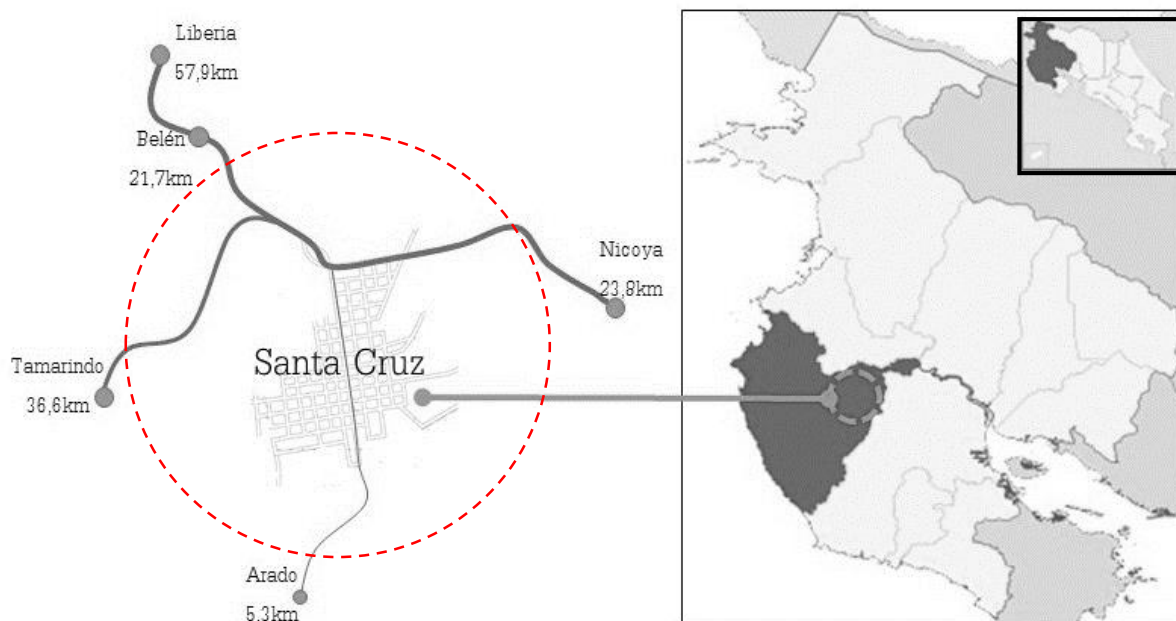 Liberia
57,9km
Belén
21,7km
Nicoya
23,8km
Santa Cruz
Tamarindo
36,6km
Arado
5.3km